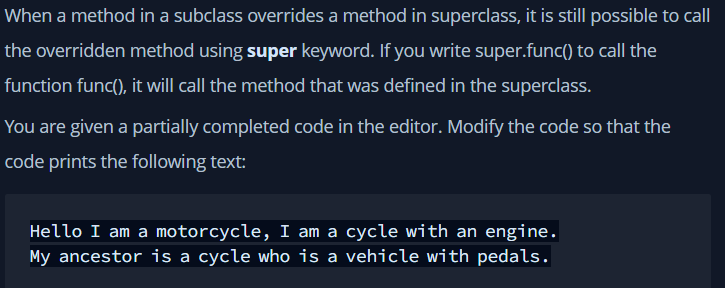 When a method in a subclass overrides a method in superclass, it is still possible to call
the overridden method using super keyword. If you write super.func() to call the
function func(), it will call the method that was defined in the superclass.
You are given a partially completed code in the editor. Modify the code so that the
code prints the following text:
Hello I am a motorcycle, I am a cycle with an engine.
My ancestor is a cycle who is a vehicle with pedals.